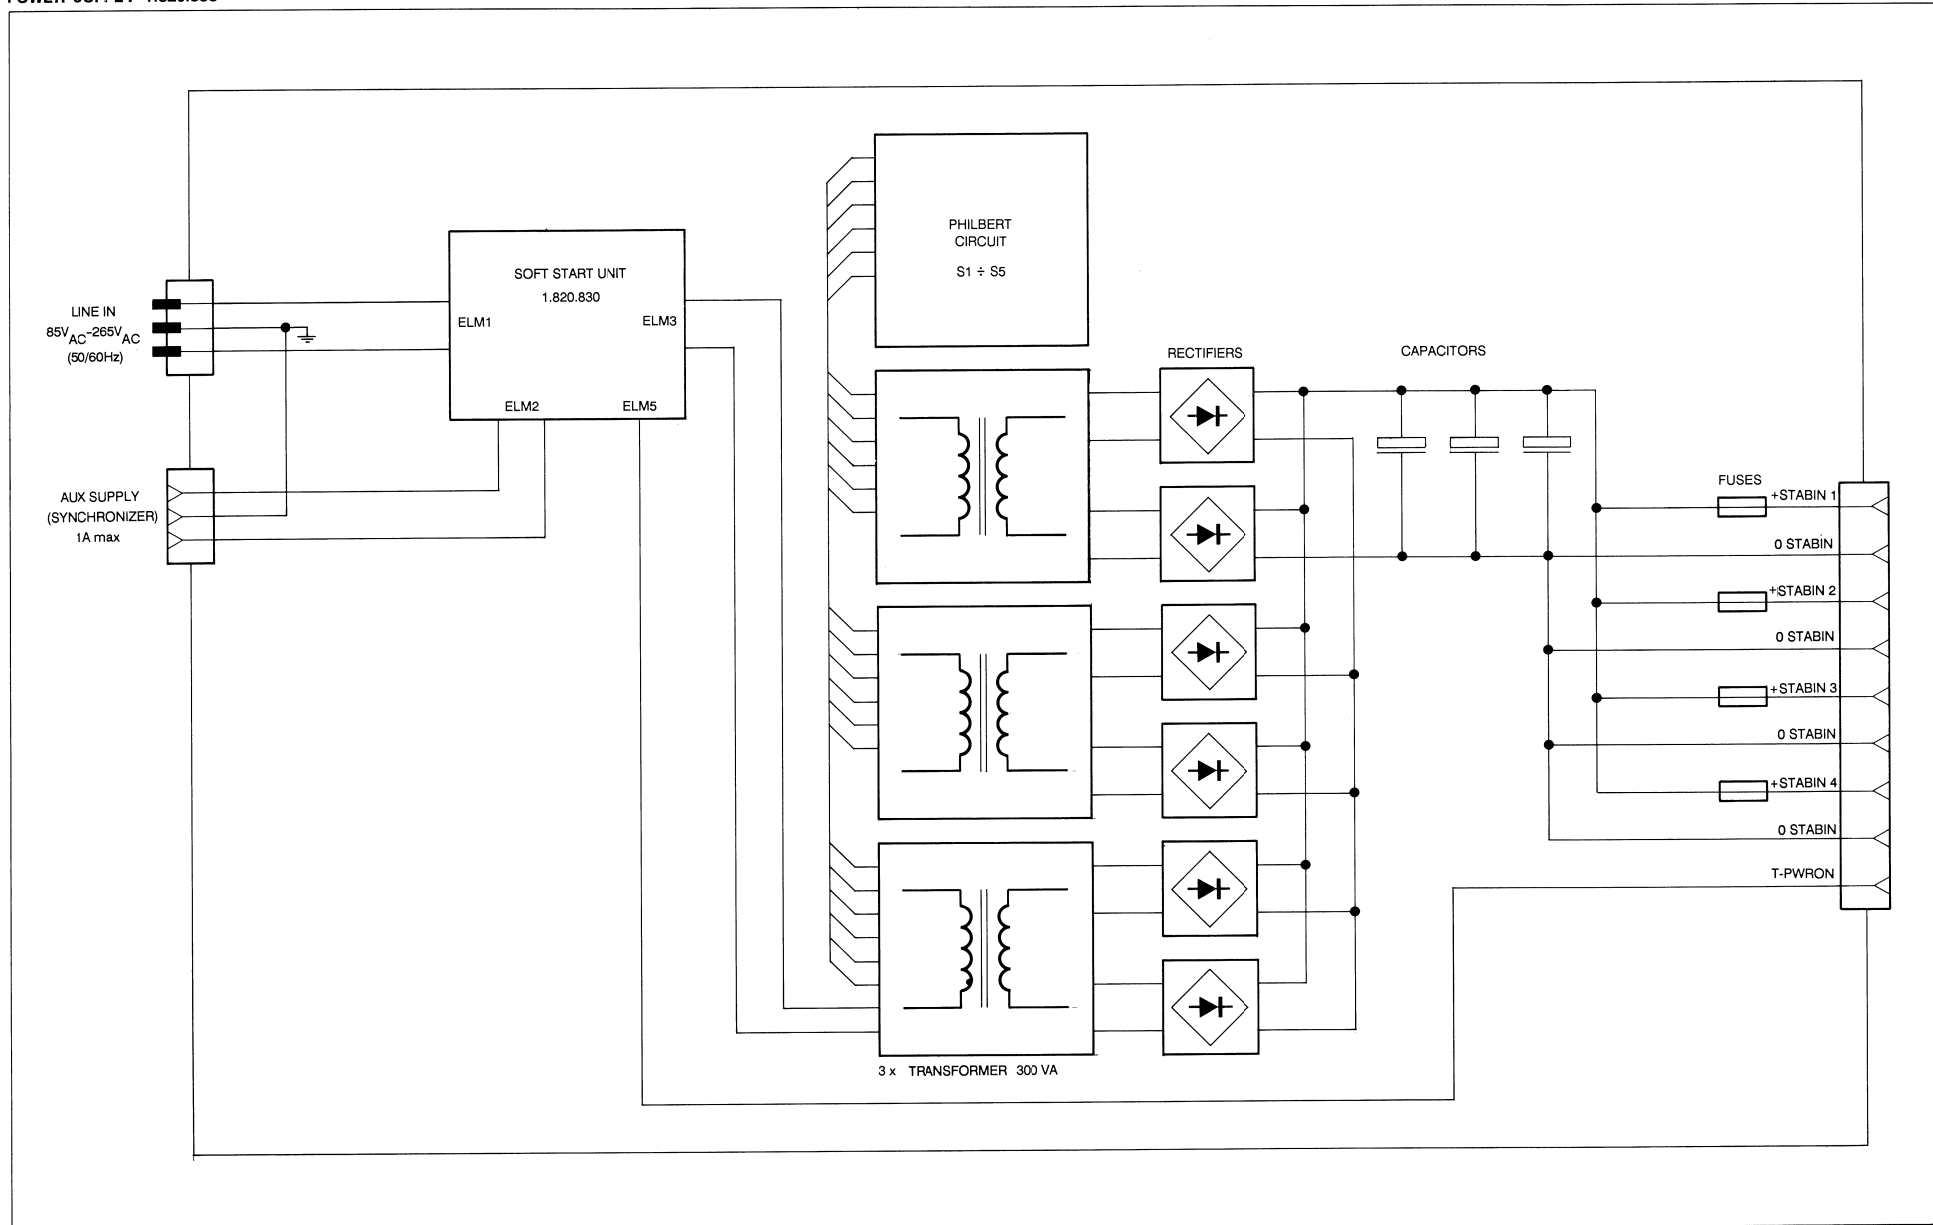 PHILBERT
CIRCUIT
S1 ÷ S5
SOFT START UNIT
1.820.830
ELM1
ELM3
ELM2
ELM5
LINE IN
85VAC-265VAC
(50/60Hz)
RECTIFIERS
CAPACITORS
AUX SUPPLY
(SYNCHRONIZER)
1A max
FUSES
+STABIN 1
0 STABIN
+STABIN 2
0 STABIN
+STABIN 3
0 STABIN
+STABIN 4
0 STABIN
T-PWRON
3 x TRANSFORMER 300 VA